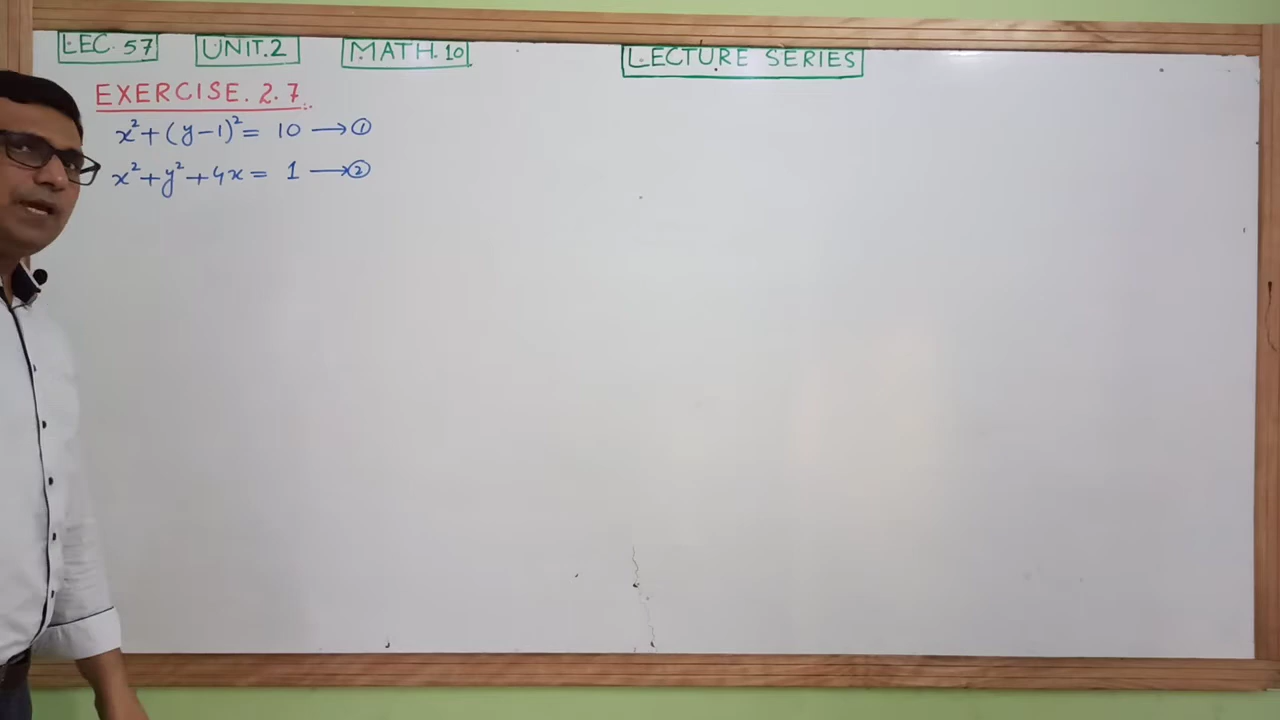 LEC. 57 UNIT. 2 MATH. 10 LECTURE SERIES
EXERCISE. 2.7
x² + (y – 1)² = 10 → ①
x² + y² + 4x = 1 → ②